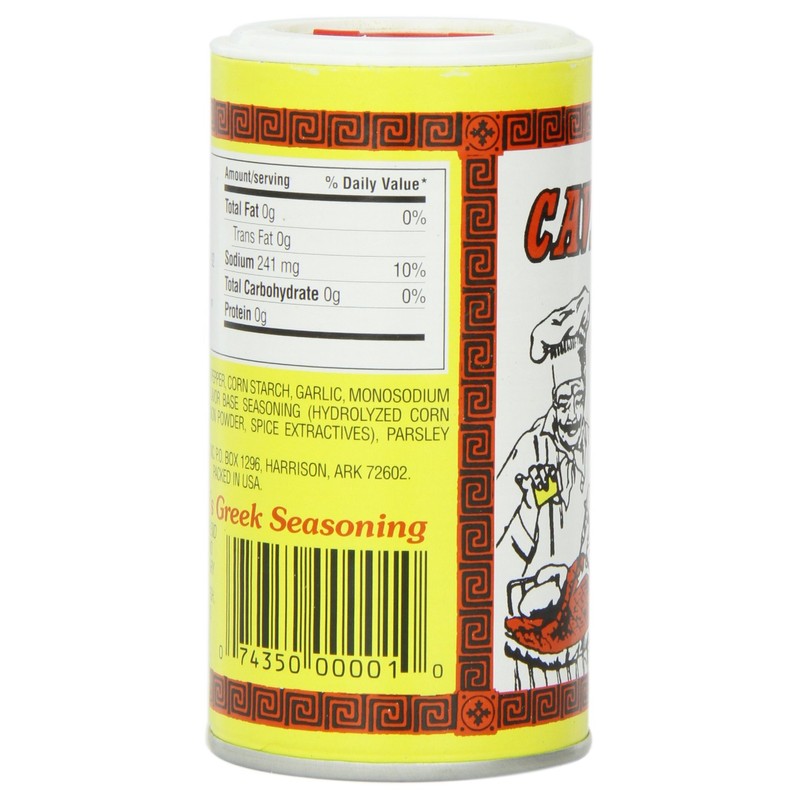 Amount/serving % Daily Value*
Total Fat 0g 0%
Trans Fat 0g
Sodium 241 mg 10%
Total Carbohydrate 0g 0%
Protein 0g
CORN STARCH, GARLIC, MONOSODIUM
BASE SEASONING (HYDROLYZED CORN
POWDER, SPICE EXTRACTIVES), PARSLEY
P.O. BOX 1296, HARRISON, ARK 72602.
PACKED IN USA.
Greek Seasoning
0 74350 00001 0
CAV